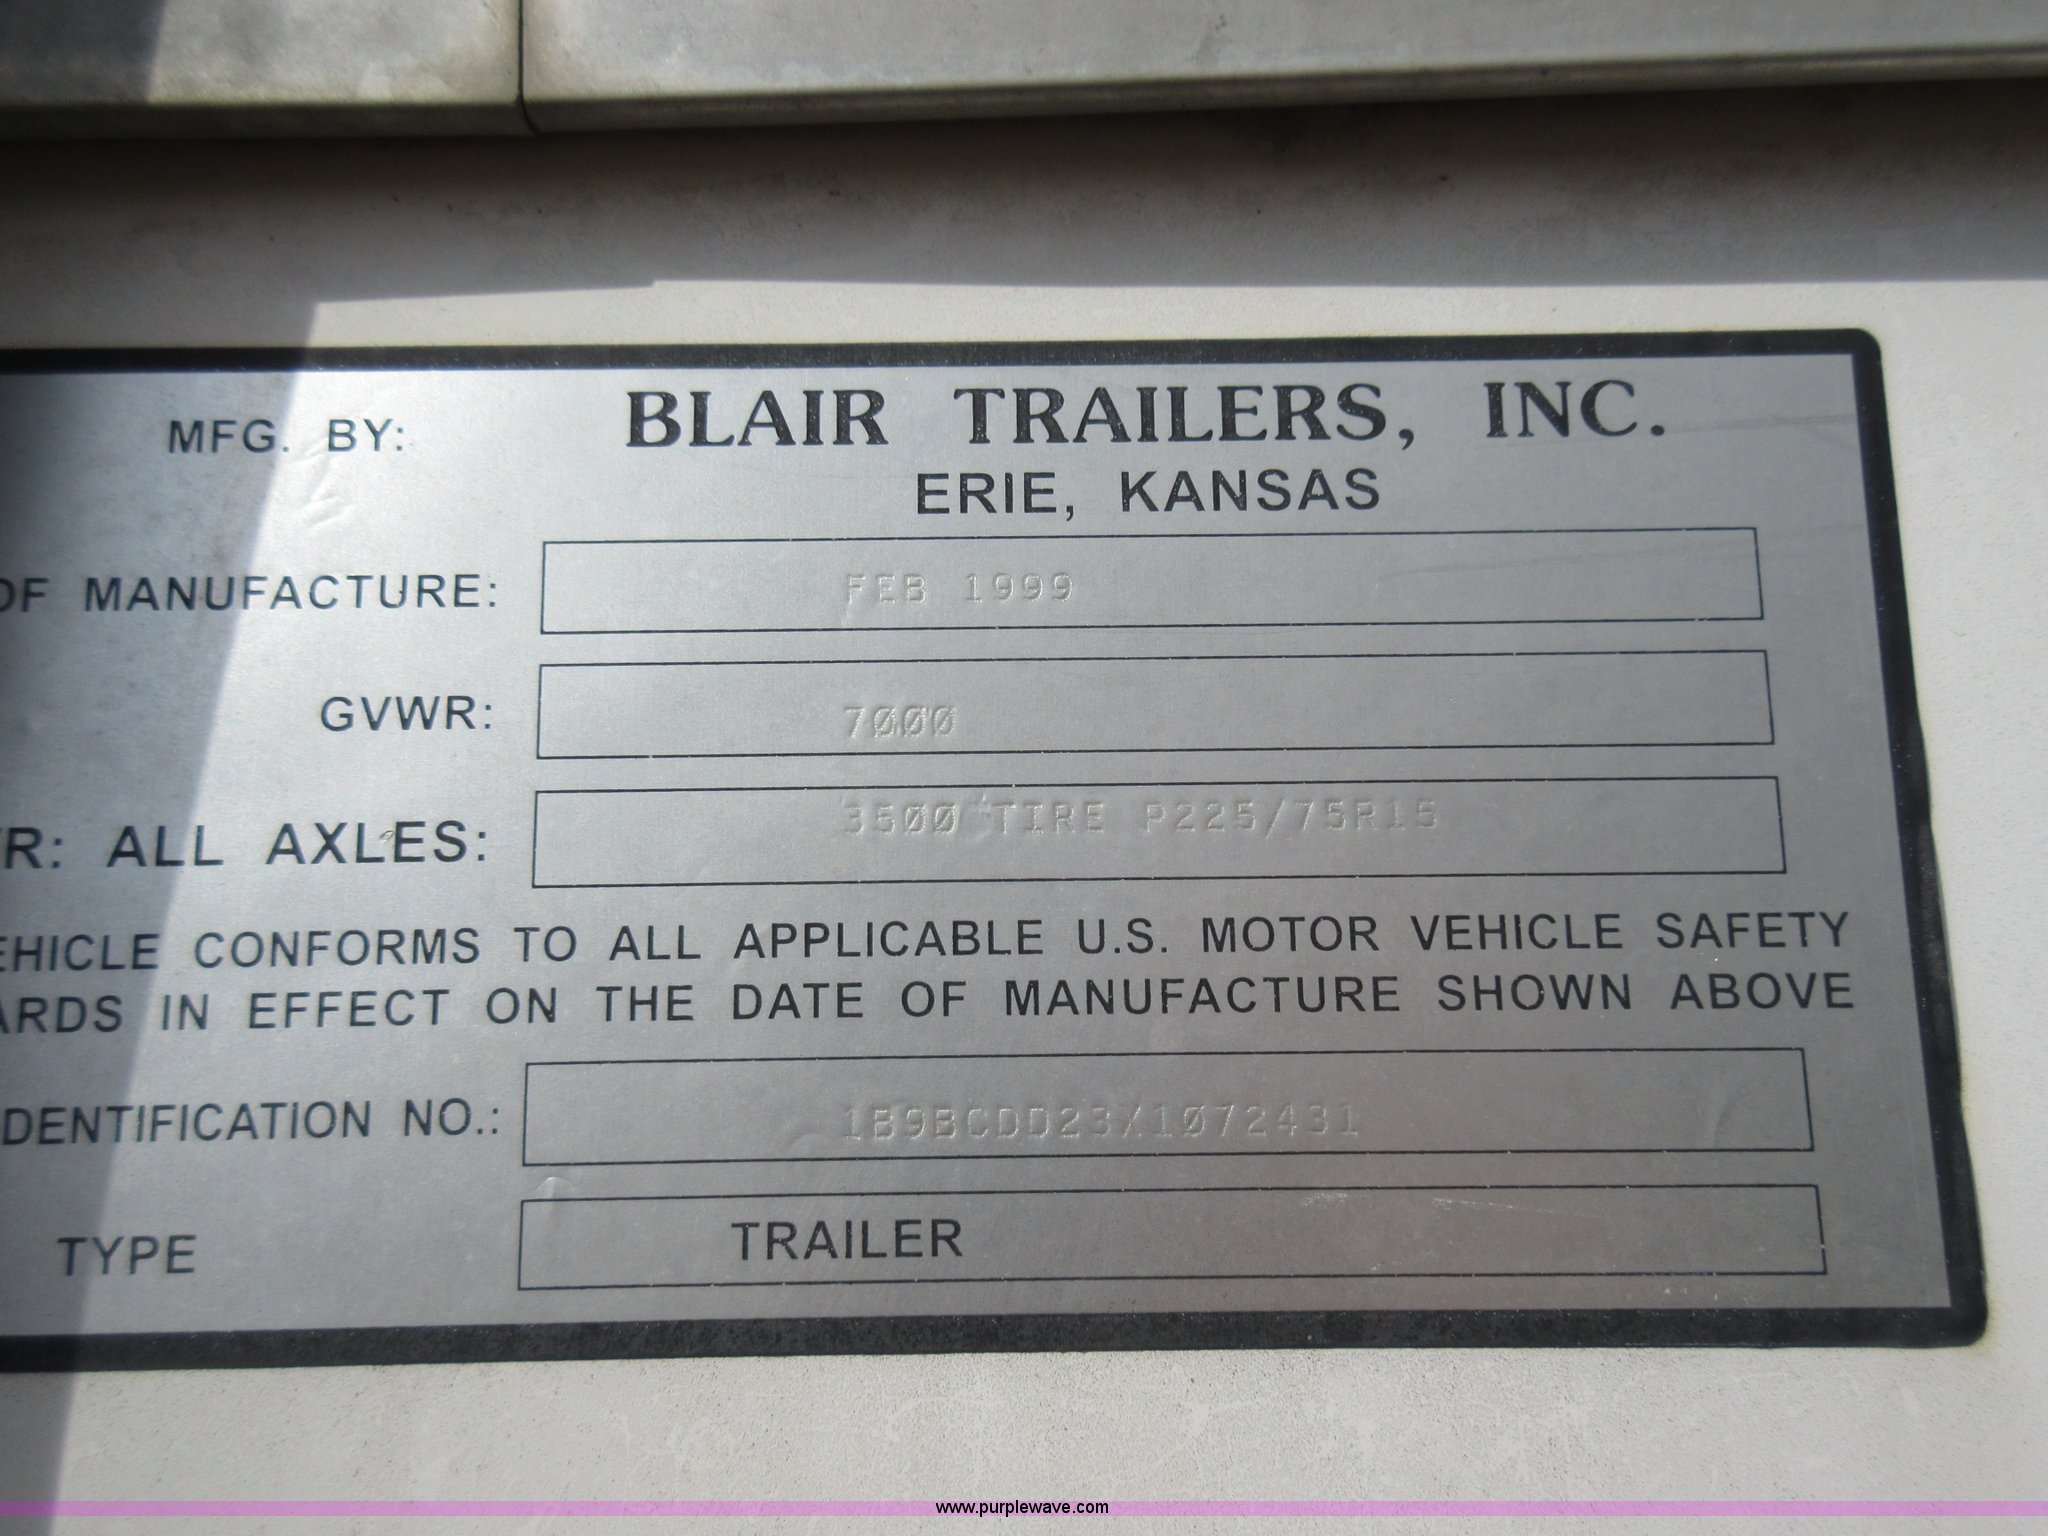 MFG. BY: BLAIR TRAILERS, INC.
ERIE, KANSAS
OF MANUFACTURE: FEB 1999
GVWR: 7000
R: ALL AXLES: 3500 TIRE P225/75R15
EHICLE CONFORMS TO ALL APPLICABLE U.S. MOTOR VEHICLE SAFETY
ARDS IN EFFECT ON THE DATE OF MANUFACTURE SHOWN ABOVE
DENTIFICATION NO.:
TYPE TRAILER
www.purplewave.com